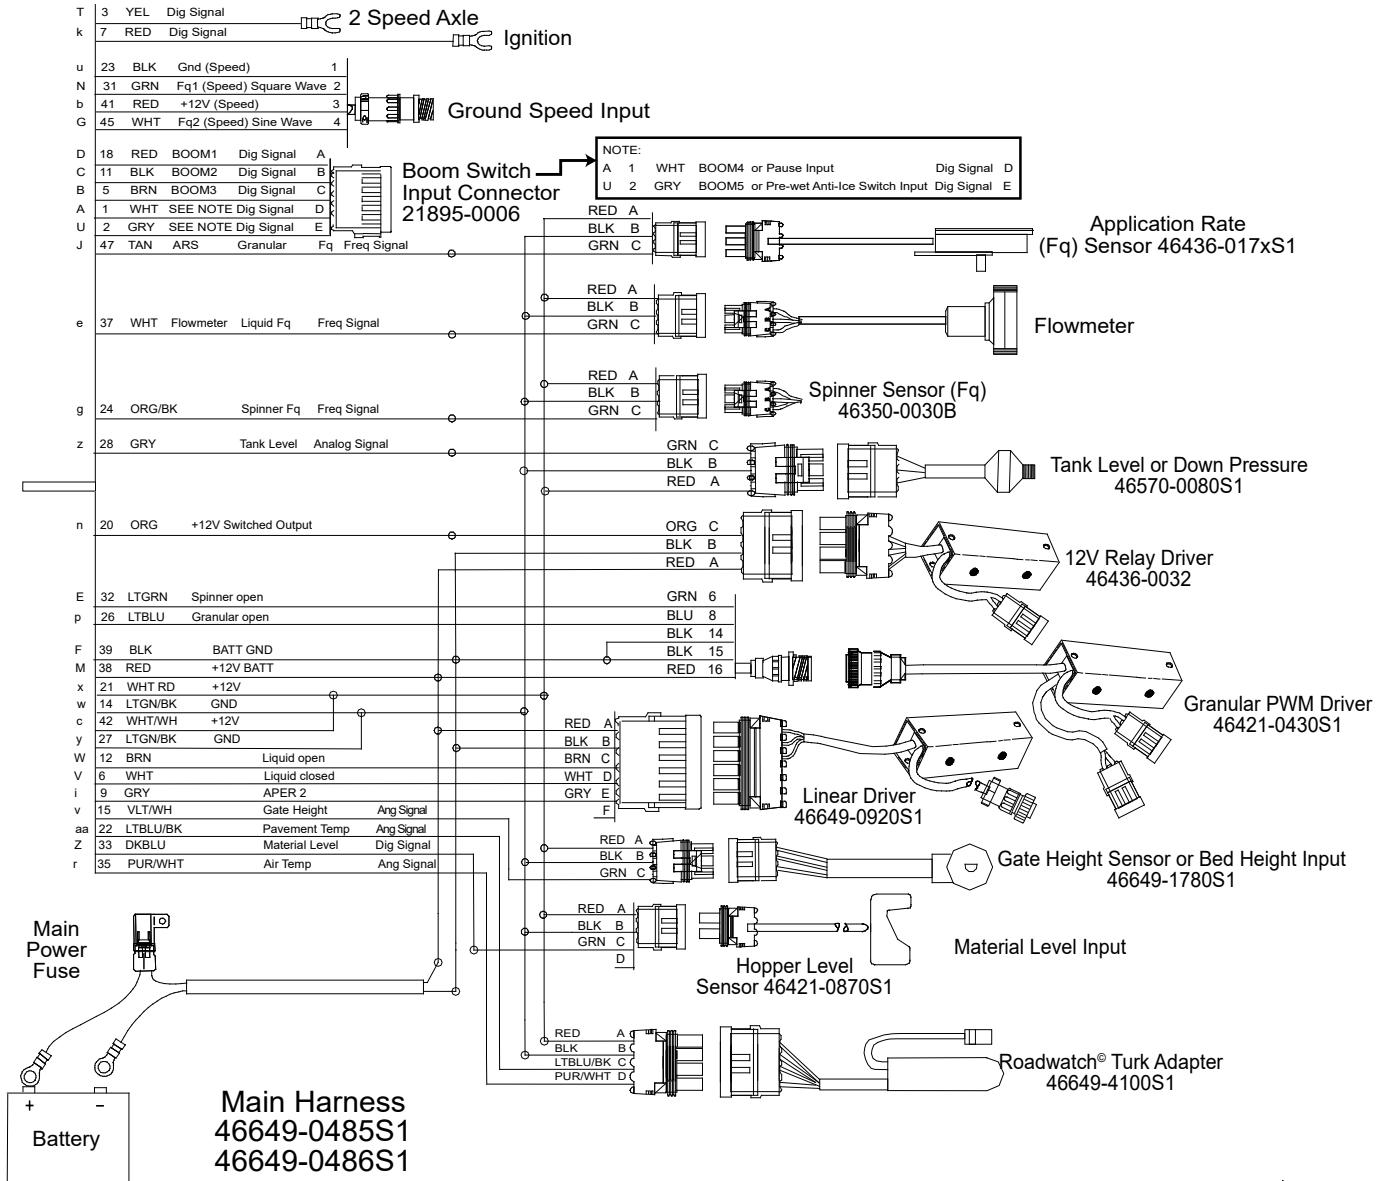 T 3 YEL Dig Signal
2 Speed Axle
k 7 RED Dig Signal
Ignition
u 23 BLK Gnd (Speed) 1
N 31 GRN Fq1 (Speed) Square Wave 2
b 41 RED +12V (Speed) 3
G 45 WHT Fq2 (Speed) Sine Wave 4
Ground Speed Input
D 18 RED BOOM1 Dig Signal A
C 11 BLK BOOM2 Dig Signal B
B 5 BRN BOOM3 Dig Signal C
A 1 WHT SEE NOTE Dig Signal D
U 2 GRY SEE NOTE Dig Signal E
Boom Switch
Input Connector
21895-0006
NOTE:
A 1 WHT BOOM4 or Pause Input Dig Signal D
U 2 GRY BOOM5 or Pre-wet Anti-Ice Switch Input Dig Signal E
J 47 TAN ARS Granular Fq Freq Signal
RED A
BLK B
GRN C
Application Rate
(Fq) Sensor 46436-017xS1
RED A
BLK B
GRN C
e 37 WHT Flowmeter Liquid Fq Freq Signal
Flowmeter
RED A
BLK B
GRN C
g 24 ORG/BK Spinner Fq Freq Signal
Spinner Sensor (Fq)
46350-0030B
z 28 GRY Tank Level Analog Signal
GRN C
BLK B
RED A
Tank Level or Down Pressure
46570-0080S1
n 20 ORG +12V Switched Output
ORG C
BLK B
RED A
12V Relay Driver
46436-0032
E 32 LTGRN Spinner open
p 26 LTBLU Granular open
F 39 BLK BATT GND
M 38 RED +12V BATT
GRN 6
BLU 8
BLK 14
BLK 15
RED 16
Granular PWM Driver
46421-0430S1
x 21 WHT RD +12V
w 14 LTGN/BK GND
c 42 WHT/WH +12V
y 27 LTGN/BK GND
W 12 BRN Liquid open
V 6 WHT Liquid closed
i 9 GRY APER 2
v 15 VLT/WH Gate Height Ang Signal
aa 22 LTBLU/BK Pavement Temp Ang Signal
Z 33 DKBLU Material Level Dig Signal
r 35 PUR/WHT Air Temp Ang Signal
RED A
BLK B
BRN C
WHT D
GRY E
F
Linear Driver
46649-0920S1
RED A
BLK B
GRN C
Gate Height Sensor or Bed Height Input
46649-1780S1
RED A
BLK B
GRN C
D
Hopper Level
Sensor 46421-0870S1
Material Level Input
RED A
BLK B
LTBLU/BK C
PUR/WHT D
Roadwatch© Turk Adapter
46649-4100S1
Main
Power
Fuse
+ -
Battery
Main Harness
46649-0485S1
46649-0486S1